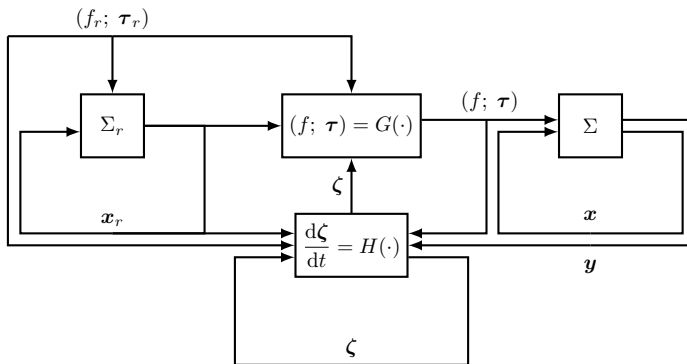 (f_r; τ_r)
Σ_r
(f; τ) = G(·)
(f; τ)
Σ
ζ
x_r
dζ/dt = H(·)
x
y
ζ